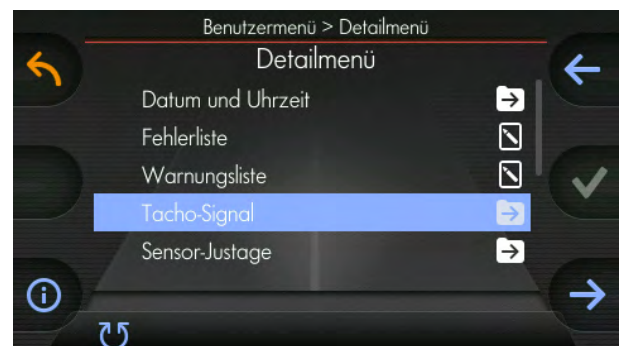 Benutzermenü > Detailmenü
Detailmenü
Datum und Uhrzeit
Fehlerliste
Warnungsliste
Tacho-Signal
Sensor-Justage